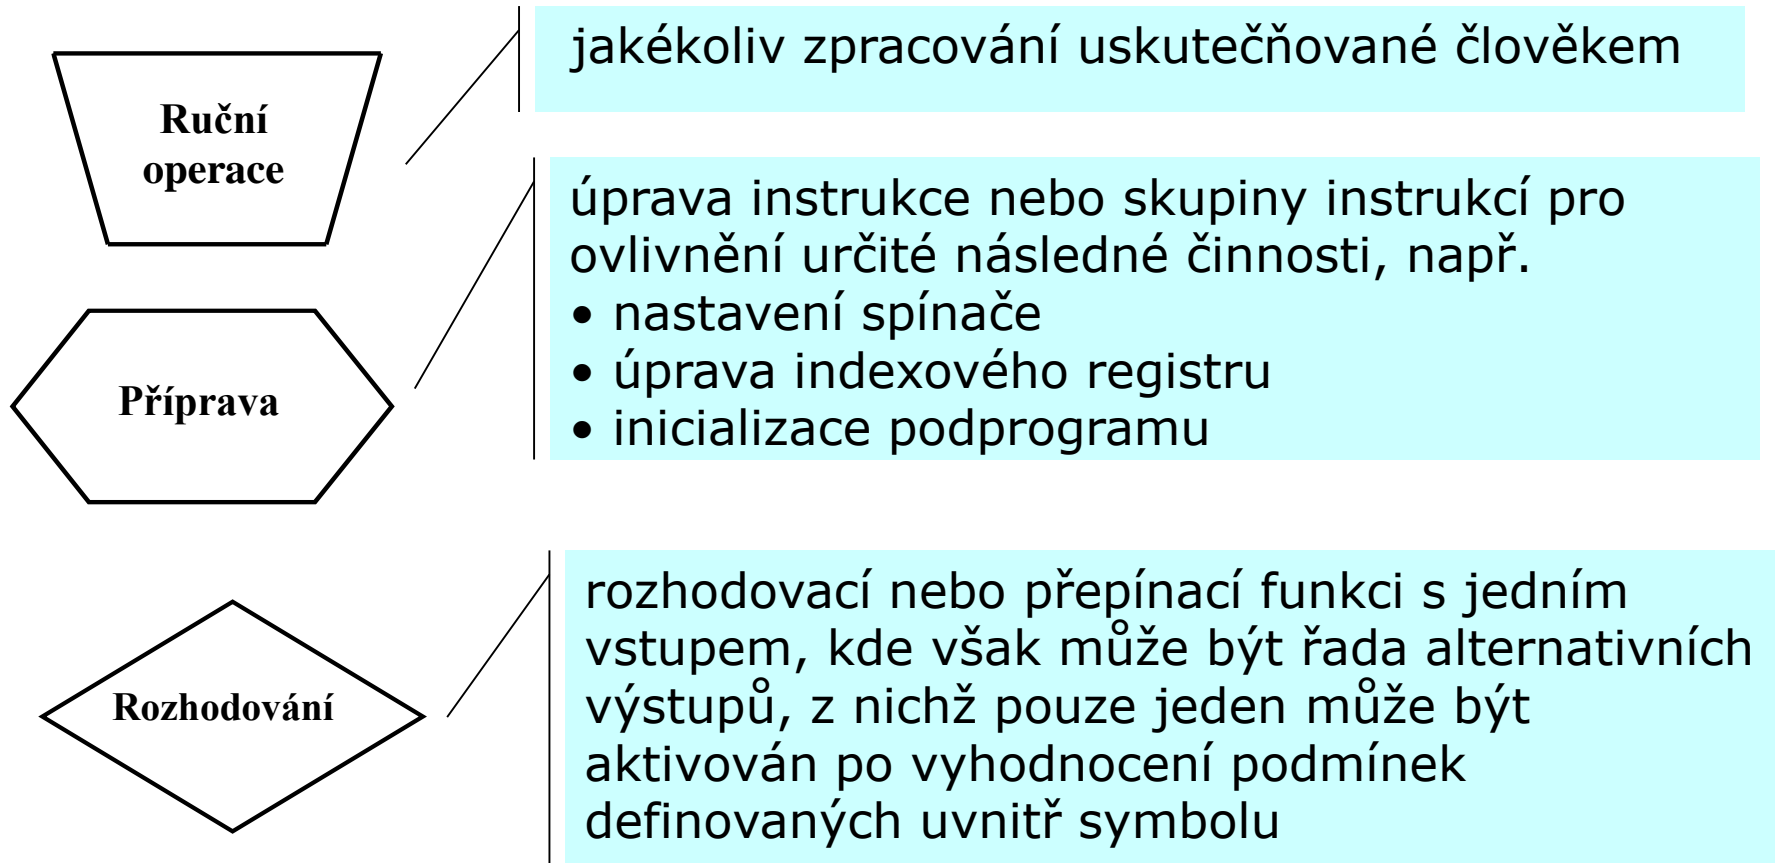 Ruční
operace
jakékoliv zpracování uskutečňované člověkem
Příprava
úprava instrukce nebo skupiny instrukcí pro
ovlivnění určité následné činnosti, např.
• nastavení spínače
• úprava indexového registru
• inicializace podprogramu
Rozhodování
rozhodovací nebo přepínací funkci s jedním
vstupem, kde však může být řada alternativních
výstupů, z nichž pouze jeden může být
aktivován po vyhodnocení podmínek
definovaných uvnitř symbolu